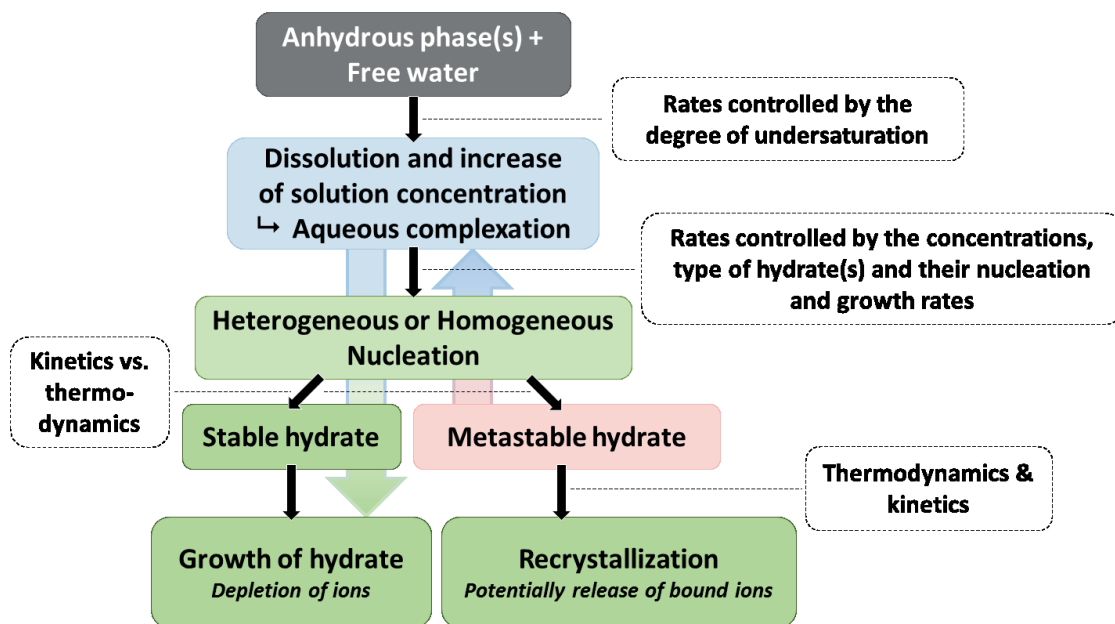 Anhydrous phase(s) +
Free water
Rates controlled by the
degree of undersaturation
Dissolution and increase
of solution concentration
↳ Aqueous complexation
Rates controlled by the concentrations,
type of hydrate(s) and their nucleation
and growth rates
Heterogeneous or Homogeneous
Nucleation
Kinetics vs.
thermo-
dynamics
Stable hydrate
Metastable hydrate
Thermodynamics &
kinetics
Growth of hydrate
Depletion of ions
Recrystallization
Potentially release of bound ions